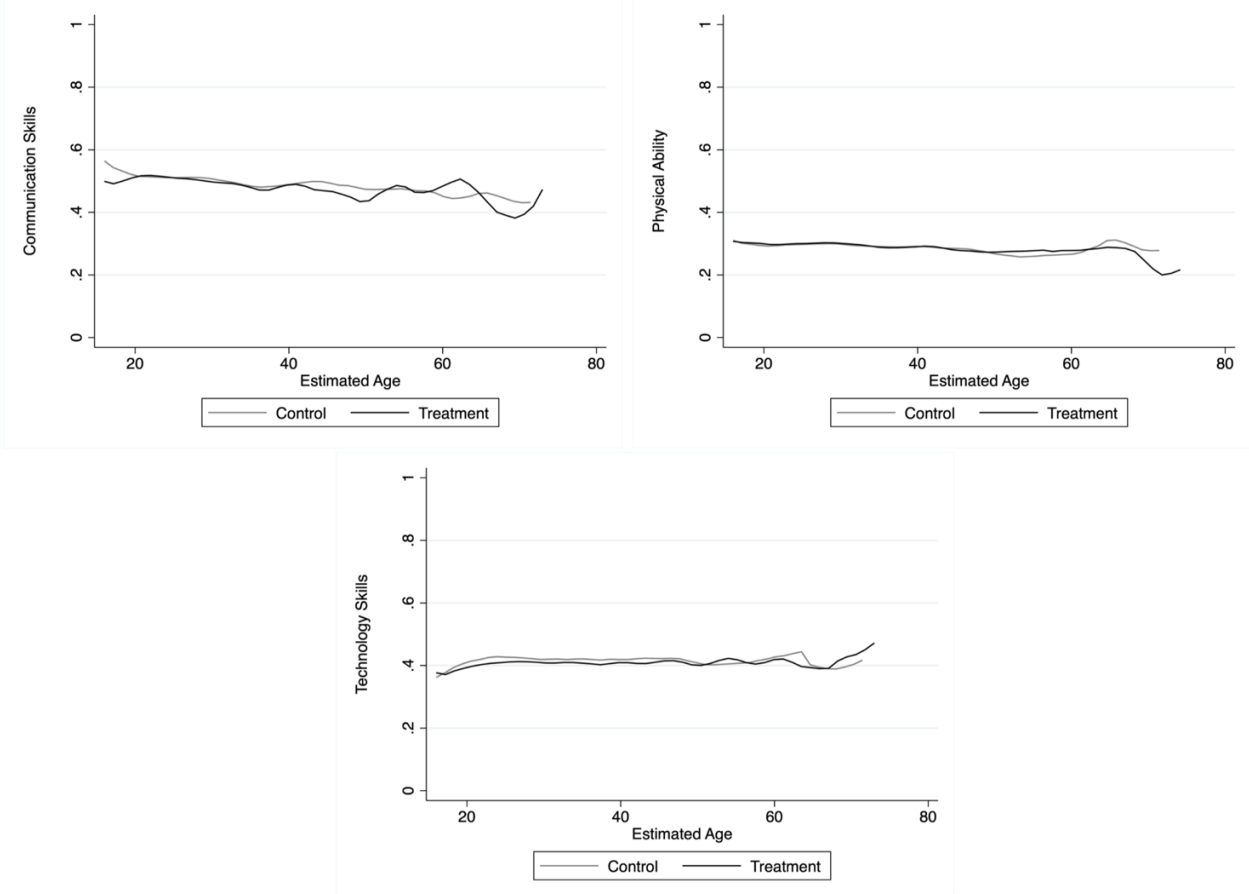 Communication Skills
1
.8
.6
.4
.2
0
20 40 60 80
Estimated Age
Control Treatment
Physical Ability
1
.8
.6
.4
.2
0
20 40 60 80
Estimated Age
Control Treatment
Technology Skills
1
.8
.6
.4
.2
0
20 40 60 80
Estimated Age
Control Treatment